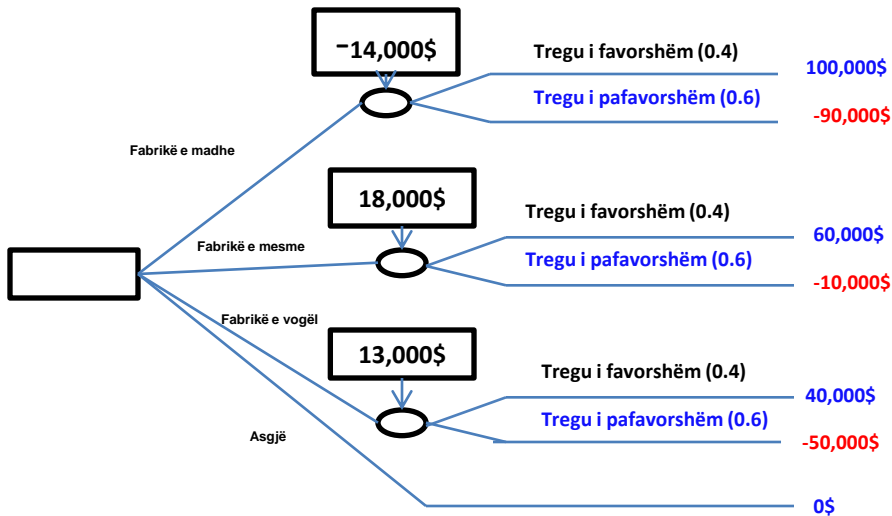 -14,000$
Tregu i favorshëm (0.4)
100,000$
Tregu i pafavorshëm (0.6)
-90,000$
Fabrikë e madhe
18,000$
Tregu i favorshëm (0.4)
60,000$
Fabrikë e mesme
Tregu i pafavorshëm (0.6)
-10,000$
Fabrikë e vogël
13,000$
Tregu i favorshëm (0.4)
40,000$
Tregu i pafavorshëm (0.6)
-50,000$
Asgjë
0$